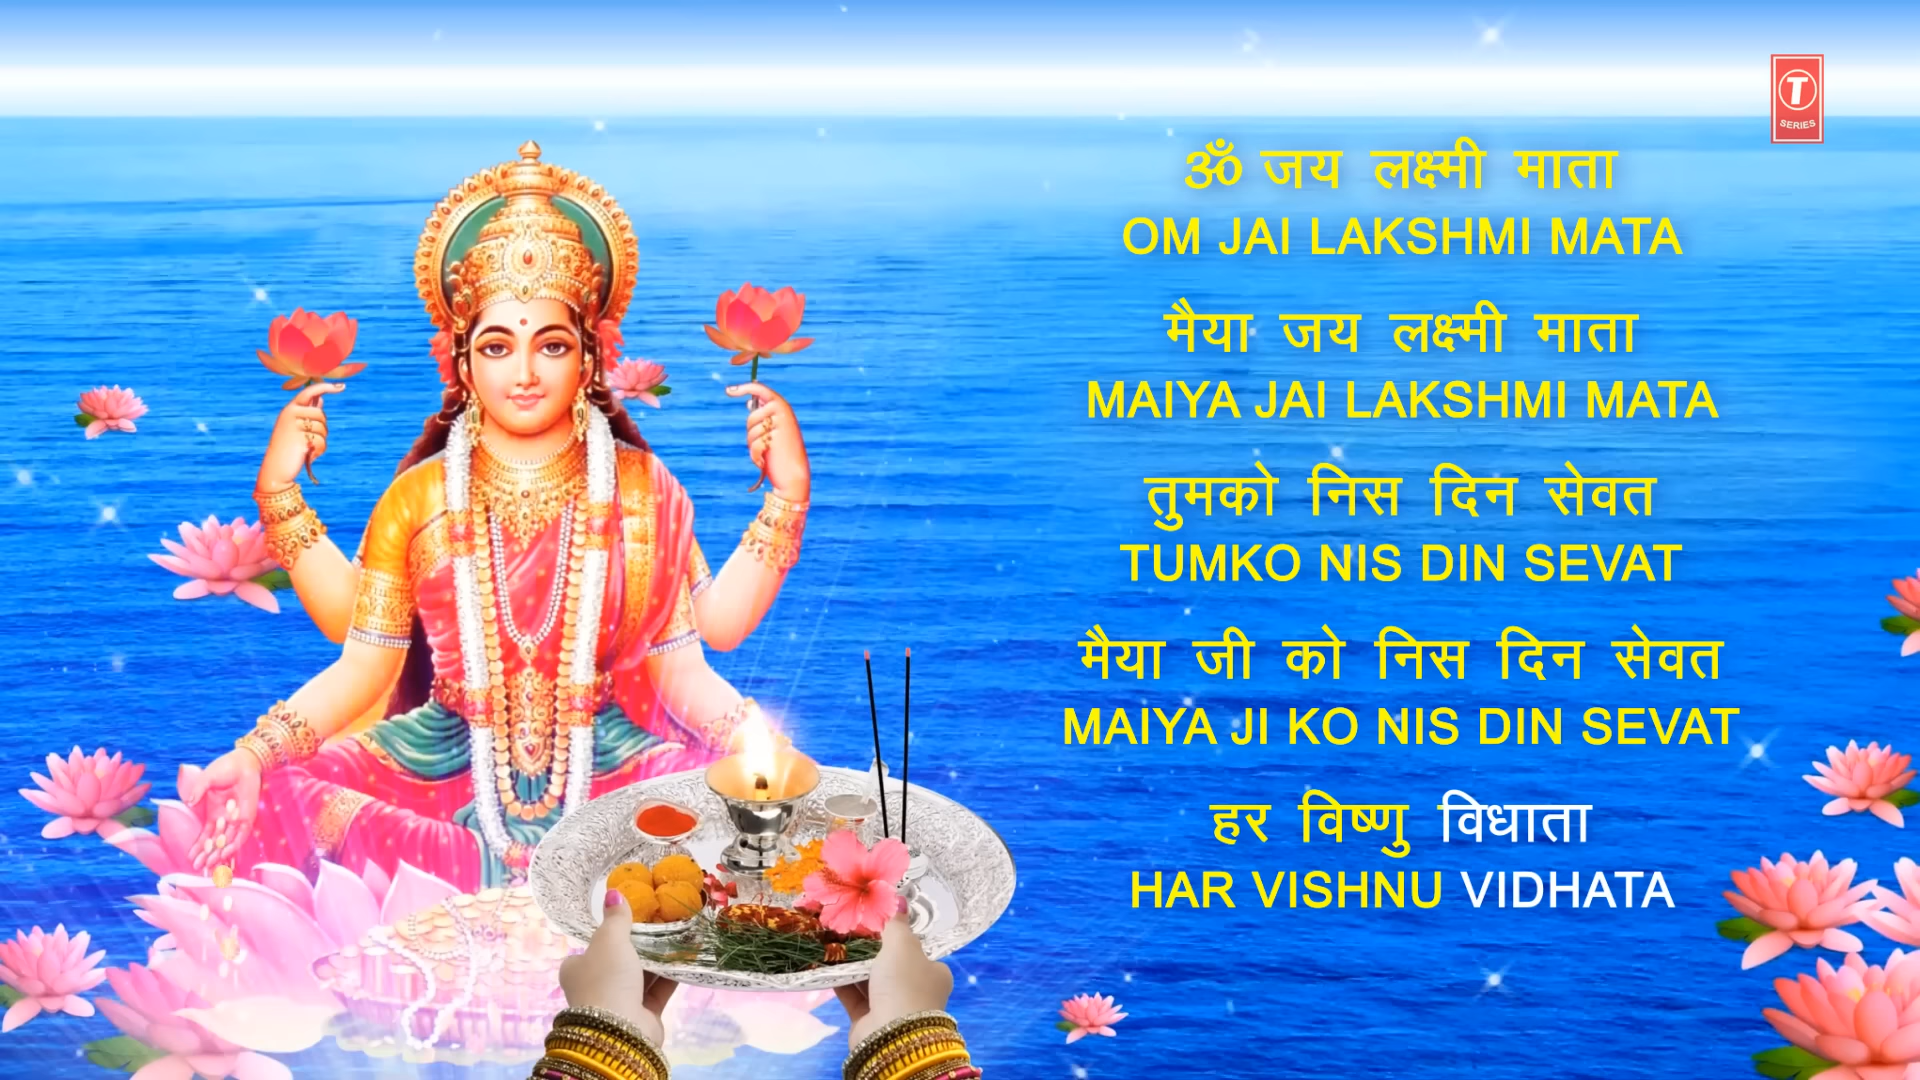 T
SERIES
ॐ जय लक्ष्मी माता
OM JAI LAKSHMI MATA
मैया जय लक्ष्मी माता
MAIYA JAI LAKSHMI MATA
तुमको निस दिन सेवत
TUMKO NIS DIN SEVAT
मैया जी को निस दिन सेवत
MAIYA JI KO NIS DIN SEVAT
हर विष्णु विधाता
HAR VISHNU VIDHATA